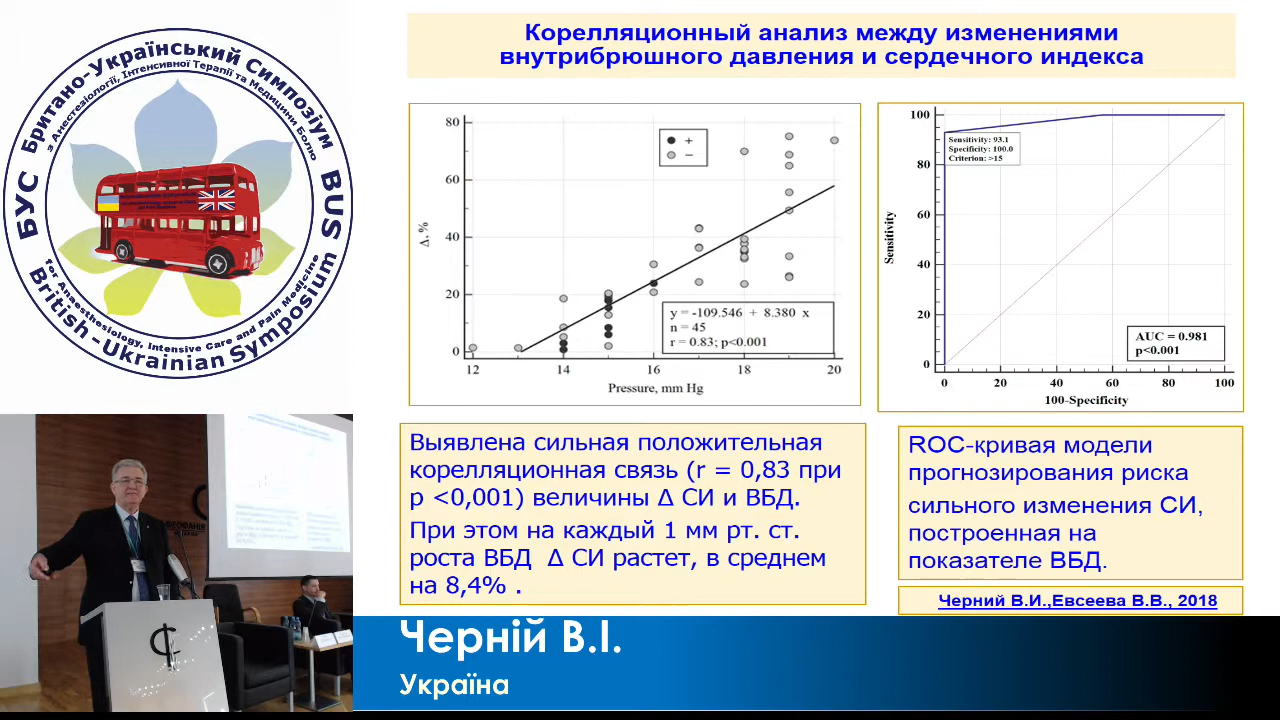 Британо-Український Симпозіум
з Анестезіології, Інтенсивної Терапії та Медицини Болю
БУС
BUS
for Anaesthesiology, Intensive Care and Pain Medicine
British-Ukrainian Symposium
Корелляционный анализ между изменениями
внутрибрюшного давления и сердечного индекса
80
60
40
20
0
Δ, %
+
−
y = -109.546 + 8.380 x
n = 45
r = 0.83; p<0.001
12 14 16 18 20
Pressure, mm Hg
100
80
60
40
20
0
Sensitivity
Sensitivity: 93.1
Specificity: 100.0
Criterion: >15
AUC = 0.981
p<0.001
0 20 40 60 80 100
100-Specificity
Выявлена сильная положительная
корелляционная связь (r = 0,83 при
p <0,001) величины Δ СИ и ВБД.
При этом на каждый 1 мм рт. ст.
роста ВБД Δ СИ растет, в среднем
на 8,4% .
ROC-кривая модели
прогнозирования риска
сильного изменения СИ,
построенная на
показателе ВБД.
Черний В.И.,Евсеева В.В., 2018
ФЕОФАНІЯ
Черній В.І.
Україна